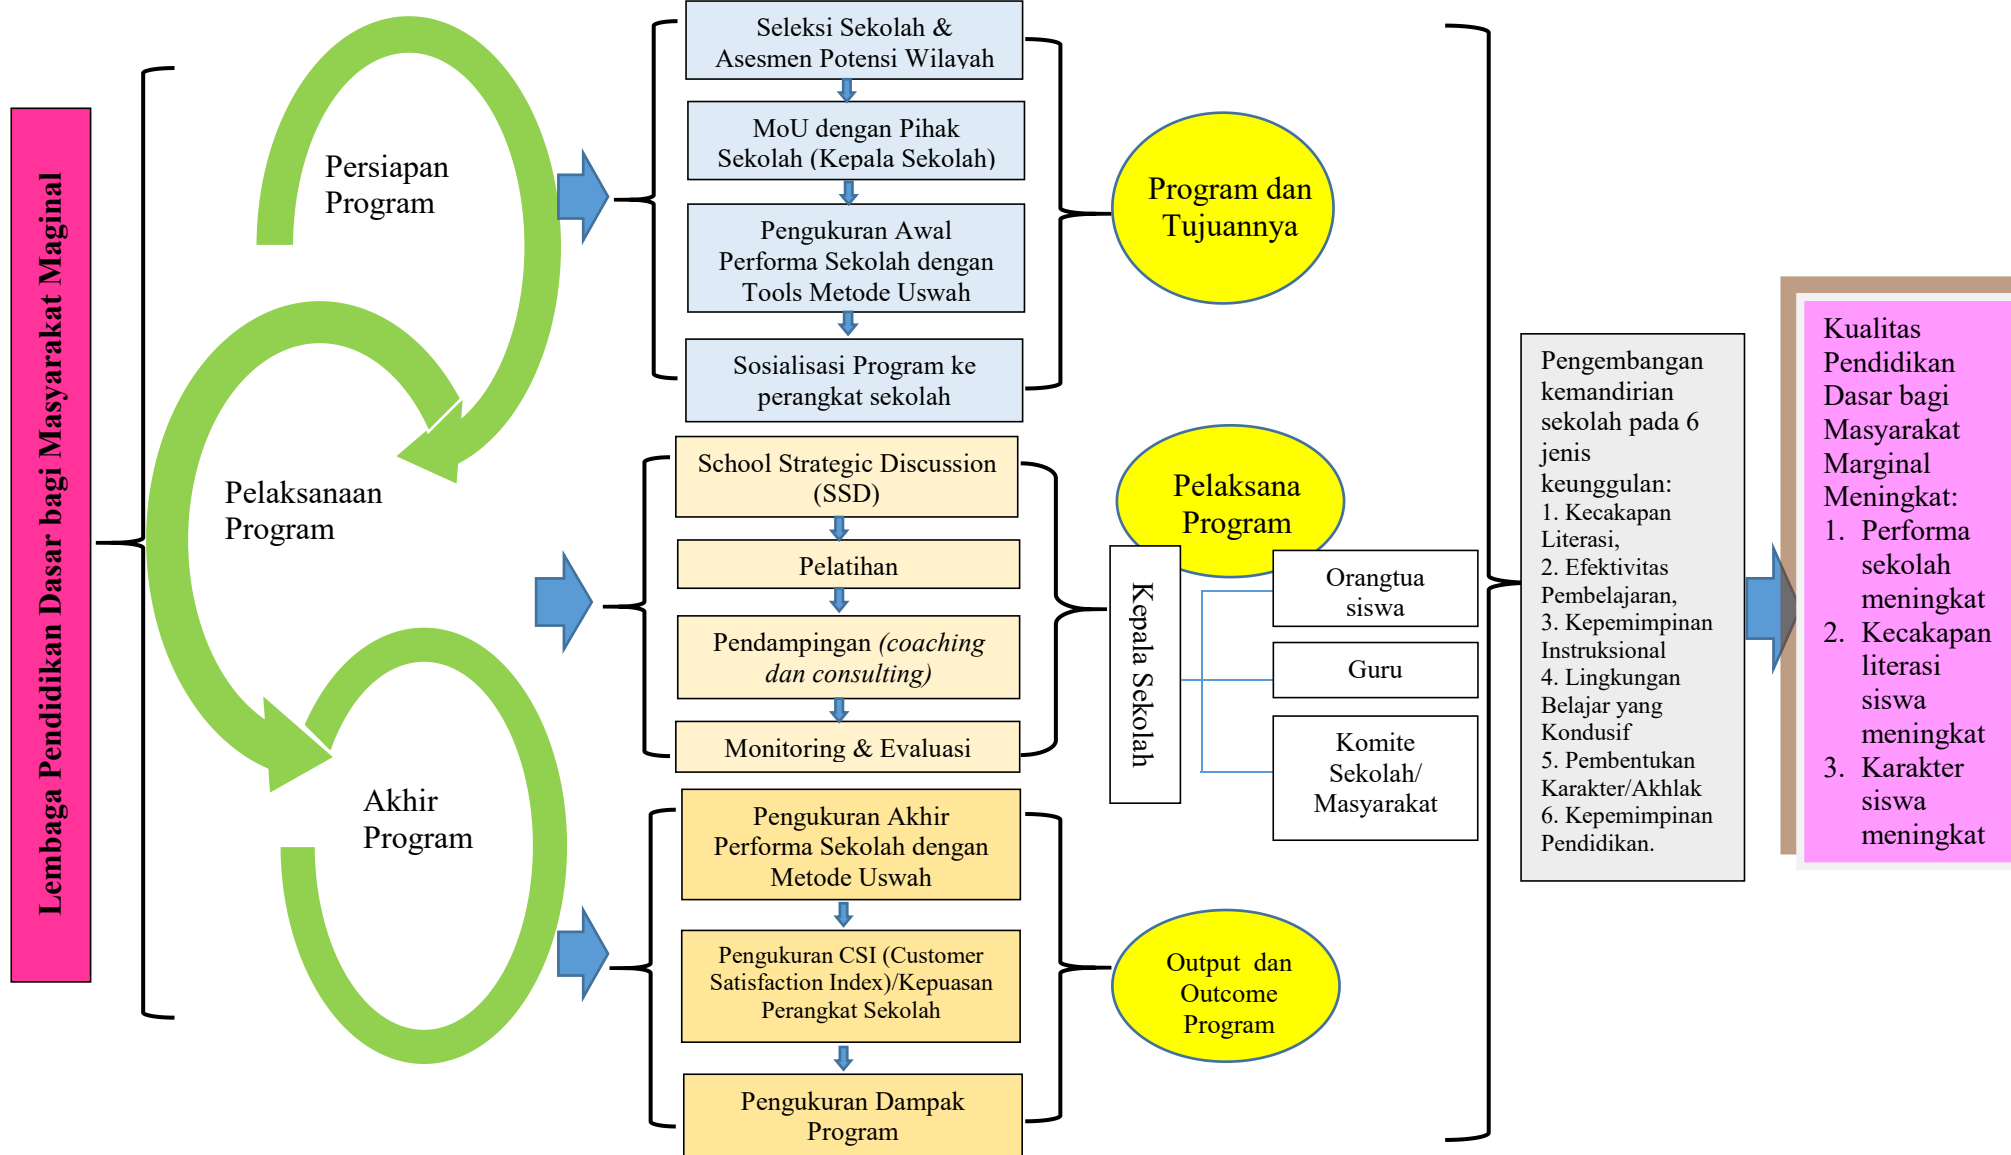 Lembaga Pendidikan Dasar bagi Masyarakat Maginal
Persiapan
Program
Pelaksanaan
Program
Akhir
Program
Seleksi Sekolah &
Asesmen Potensi Wilayah
MoU dengan Pihak
Sekolah (Kepala Sekolah)
Pengukuran Awal
Performa Sekolah dengan
Tools Metode Uswah
Sosialisasi Program ke
perangkat sekolah
School Strategic Discussion
(SSD)
Pelatihan
Pendampingan (coaching
dan consulting)
Monitoring & Evaluasi
Pengukuran Akhir
Performa Sekolah dengan
Metode Uswah
Pengukuran CSI (Customer
Satisfaction Index)/Kepuasan
Perangkat Sekolah
Pengukuran Dampak
Program
Program dan
Tujuannya
Pelaksana
Program
Kepala Sekolah
Orangtua
siswa
Guru
Komite
Sekolah/
Masyarakat
Output dan
Outcome
Program
Pengembangan
kemandirian
sekolah pada 6
jenis
keunggulan:
1. Kecakapan
Literasi,
2. Efektivitas
Pembelajaran,
3. Kepemimpinan
Instruksional
4. Lingkungan
Belajar yang
Kondusif
5. Pembentukan
Karakter/Akhlak
6. Kepemimpinan
Pendidikan.
Kualitas
Pendidikan
Dasar bagi
Masyarakat
Marginal
Meningkat:
1. Performa
sekolah
meningkat
2. Kecakapan
literasi
siswa
meningkat
3. Karakter
siswa
meningkat